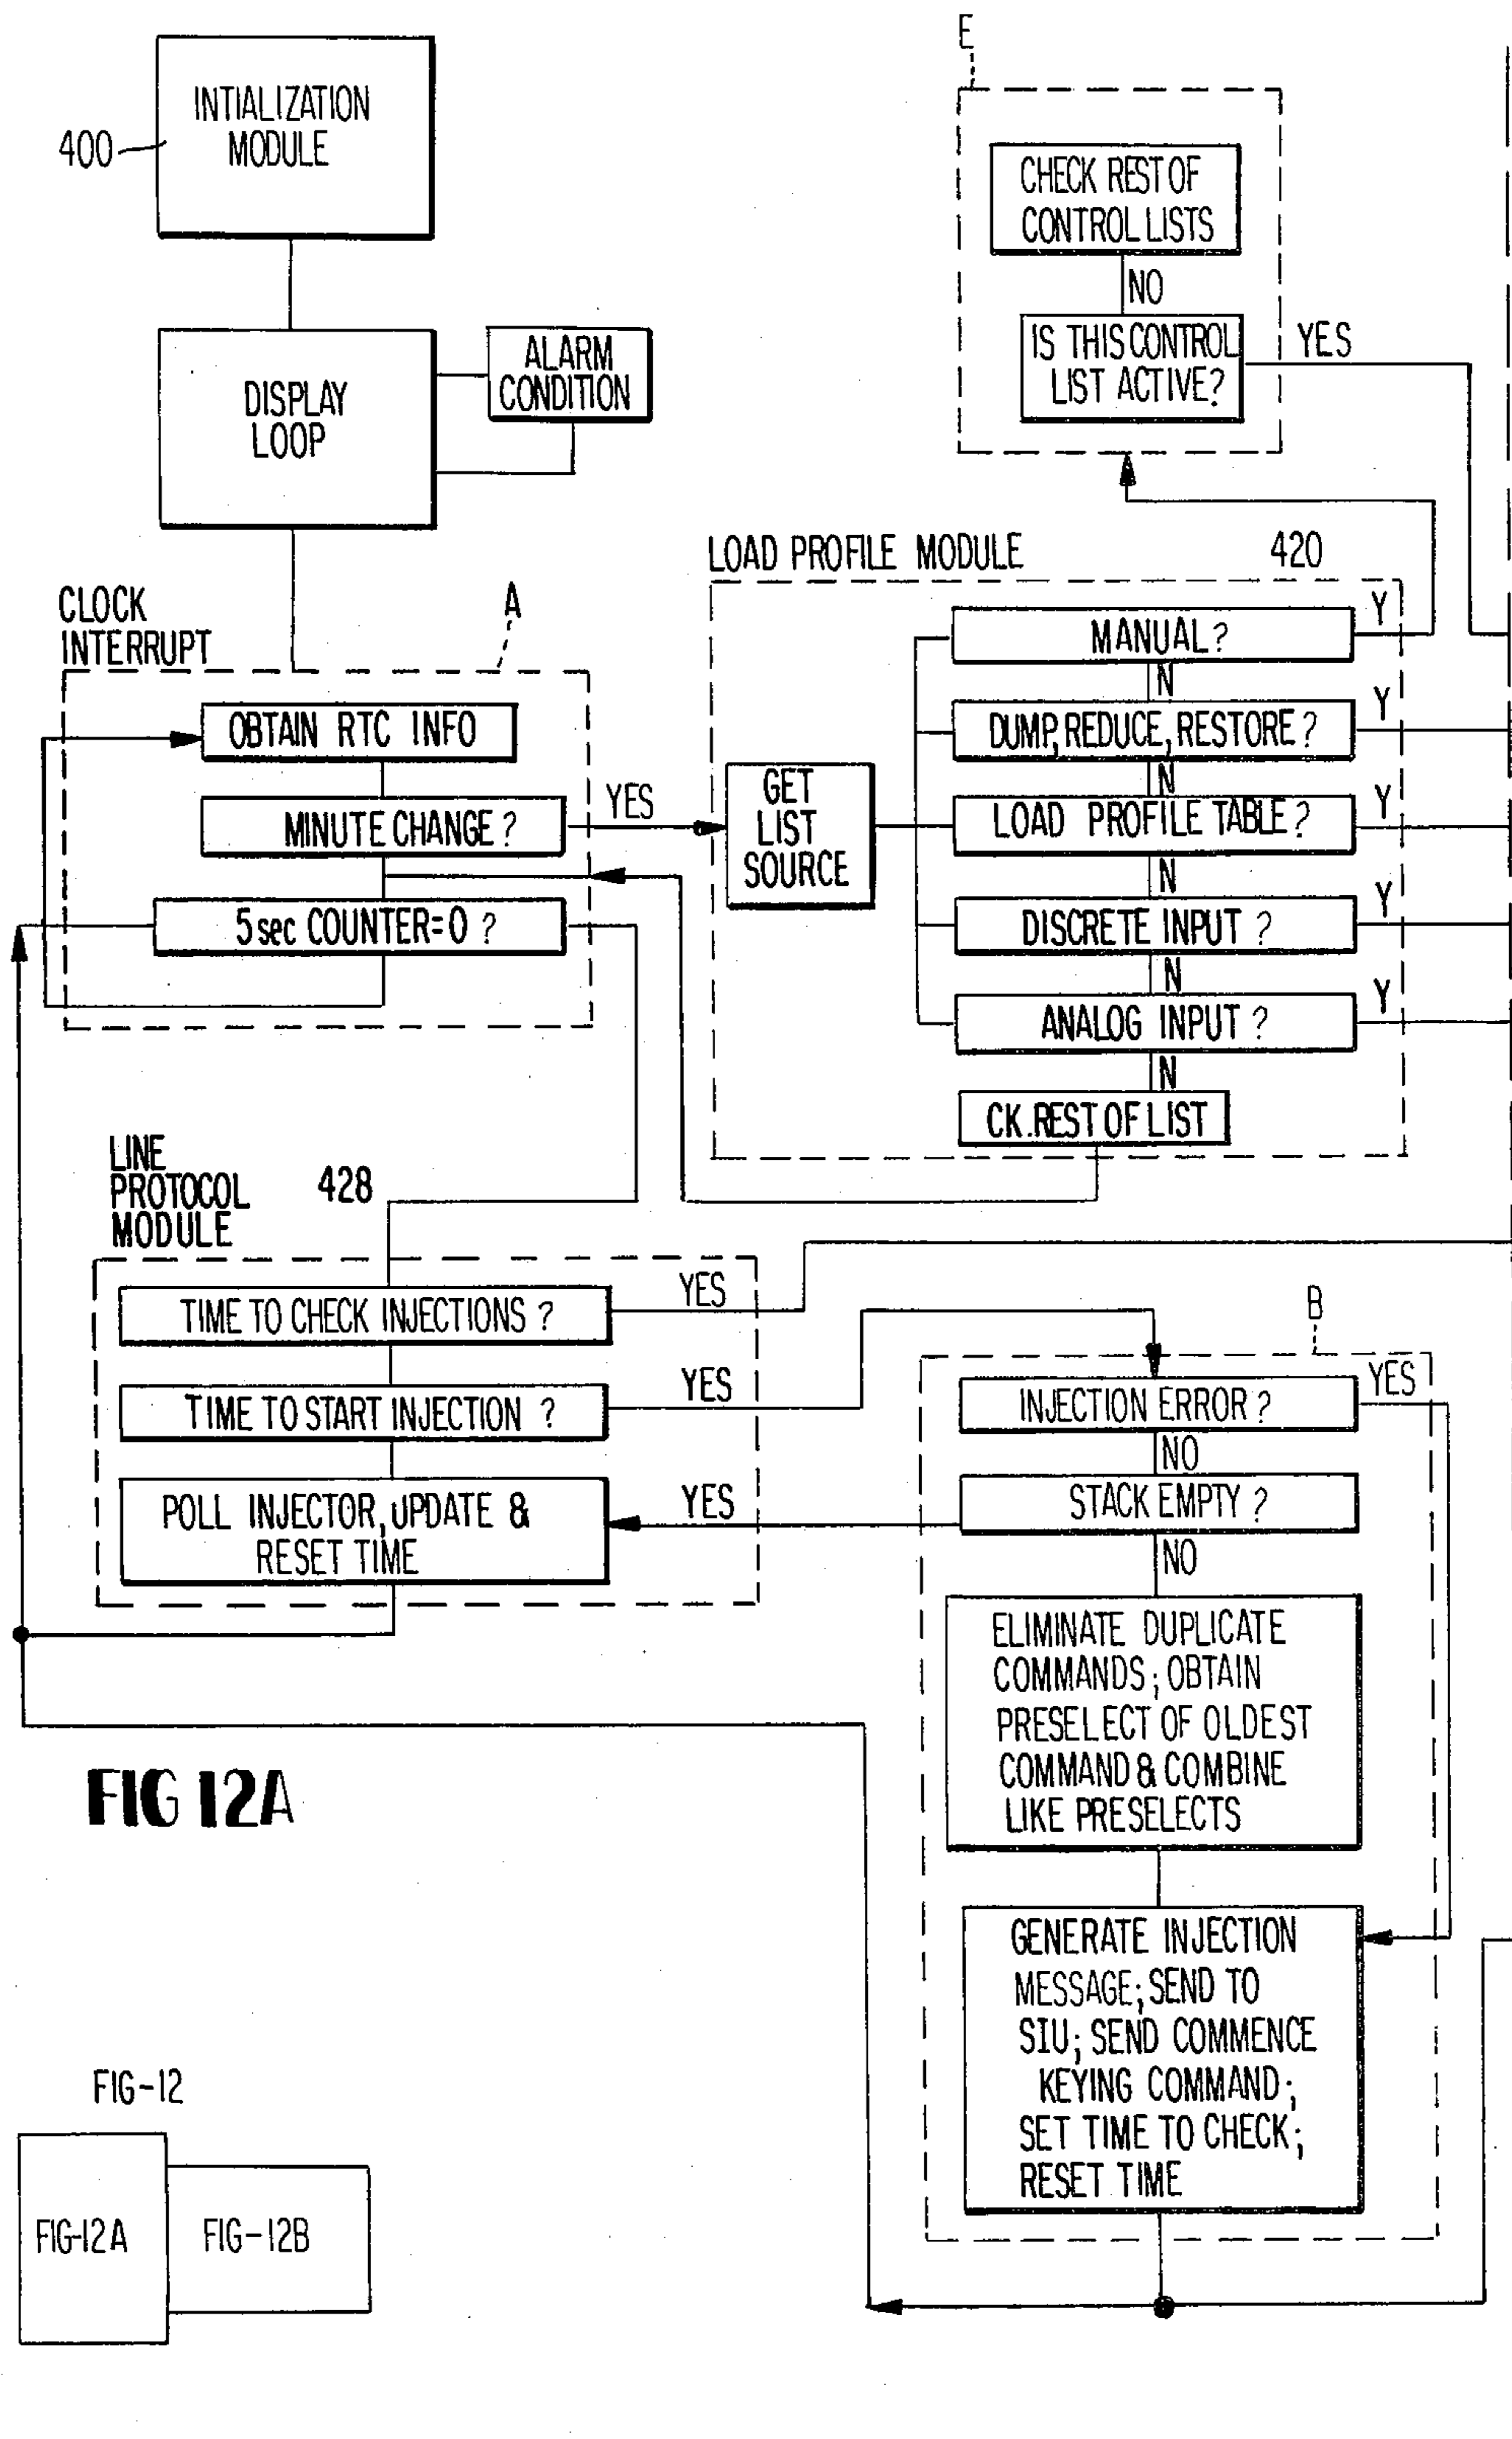 INTIALIZATION
MODULE
400
DISPLAY
LOOP
ALARM
CONDITION
E
CHECK REST OF
CONTROL LISTS
NO
IS THIS CONTROL
LIST ACTIVE?
YES
CLOCK
INTERRUPT
A
OBTAIN RTC INFO
MINUTE CHANGE?
YES
5 sec COUNTER=0 ?
LOAD PROFILE MODULE
420
GET
LIST
SOURCE
MANUAL?
Y
N
DUMP, REDUCE, RESTORE?
Y
N
LOAD PROFILE TABLE?
Y
N
DISCRETE INPUT ?
Y
N
ANALOG INPUT ?
Y
N
CK. REST OF LIST
LINE
PROTOCOL
MODULE
428
TIME TO CHECK INJECTIONS ?
YES
TIME TO START INJECTION ?
YES
POLL INJECTOR, UPDATE &
RESET TIME
YES
B
INJECTION ERROR?
YES
NO
STACK EMPTY ?
NO
ELIMINATE DUPLICATE
COMMANDS; OBTAIN
PRESELECT OF OLDEST
COMMAND & COMBINE
LIKE PRESELECTS
GENERATE INJECTION
MESSAGE; SEND TO
SIU; SEND COMMENCE
KEYING COMMAND;
SET TIME TO CHECK;
RESET TIME
FIG 12A
FIG-12
FIG-12A
FIG-12B